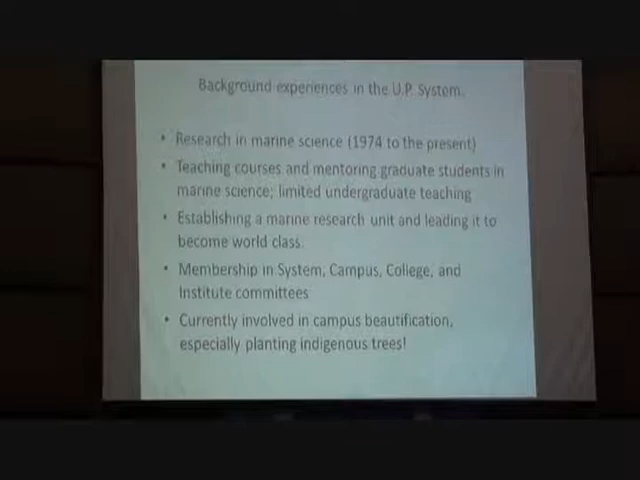 Background experiences in the U.P. System.
• Research in marine science (1974 to the present)
• Teaching courses and mentoring graduate students in
marine science; limited undergraduate teaching
• Establishing a marine research unit and leading it to
become world class.
• Membership in System, Campus, College, and
Institute committees
• Currently involved in campus beautification,
especially planting indigenous trees!